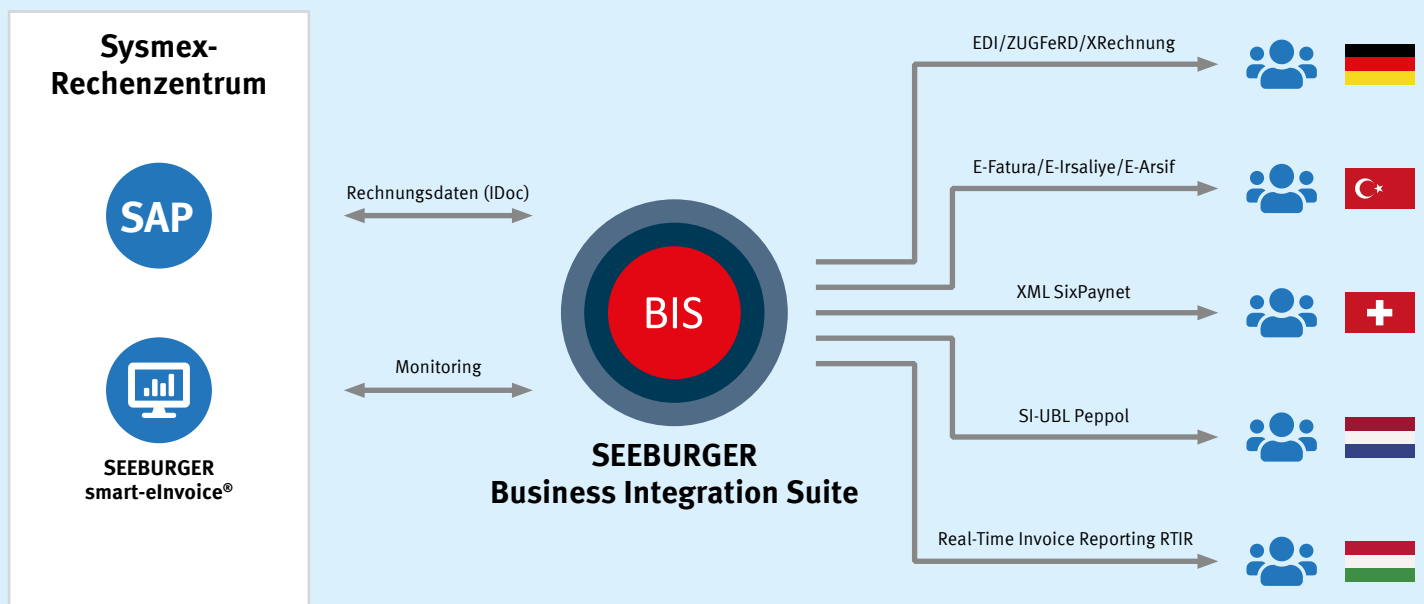 Sysmex-
Rechenzentrum
SAP
SEEBURGER
smart-eInvoice®
Rechnungsdaten (IDoc)
Monitoring
BIS
SEEBURGER
Business Integration Suite
EDI/ZUGFeRD/XRechnung
E-Fatura/E-Irsaliye/E-Arsif
XML SixPaynet
SI-UBL Peppol
Real-Time Invoice Reporting RTIR